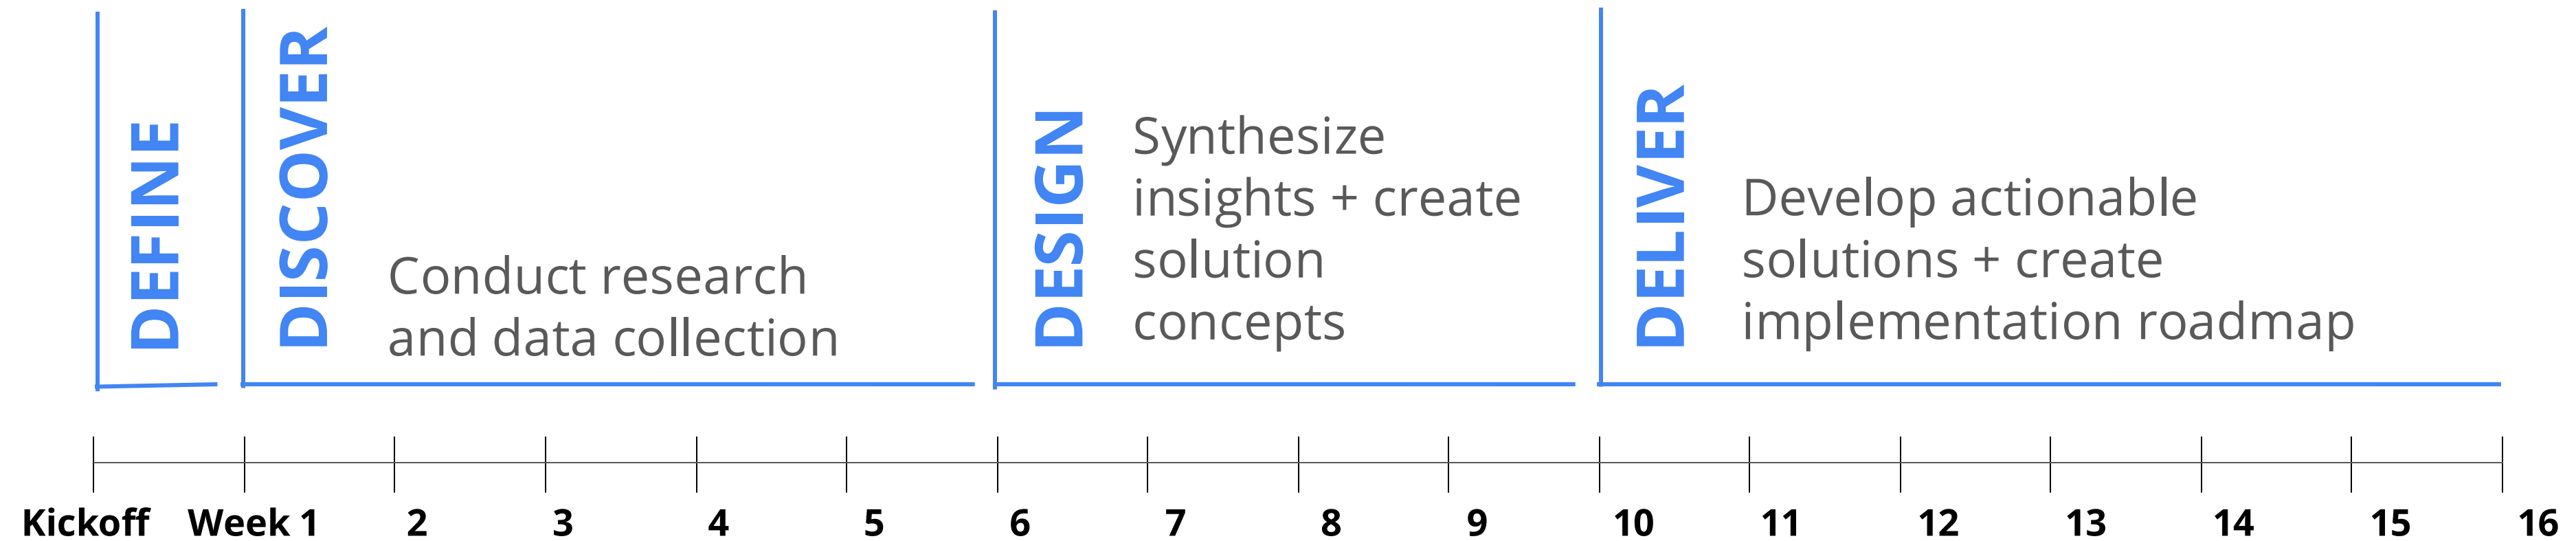 DEFINE
DISCOVER
Conduct research
and data collection
DESIGN
Synthesize
insights + create
solution
concepts
DELIVER
Develop actionable
solutions + create
implementation roadmap
Kickoff Week 1 2 3 4 5 6 7 8 9 10 11 12 13 14 15 16